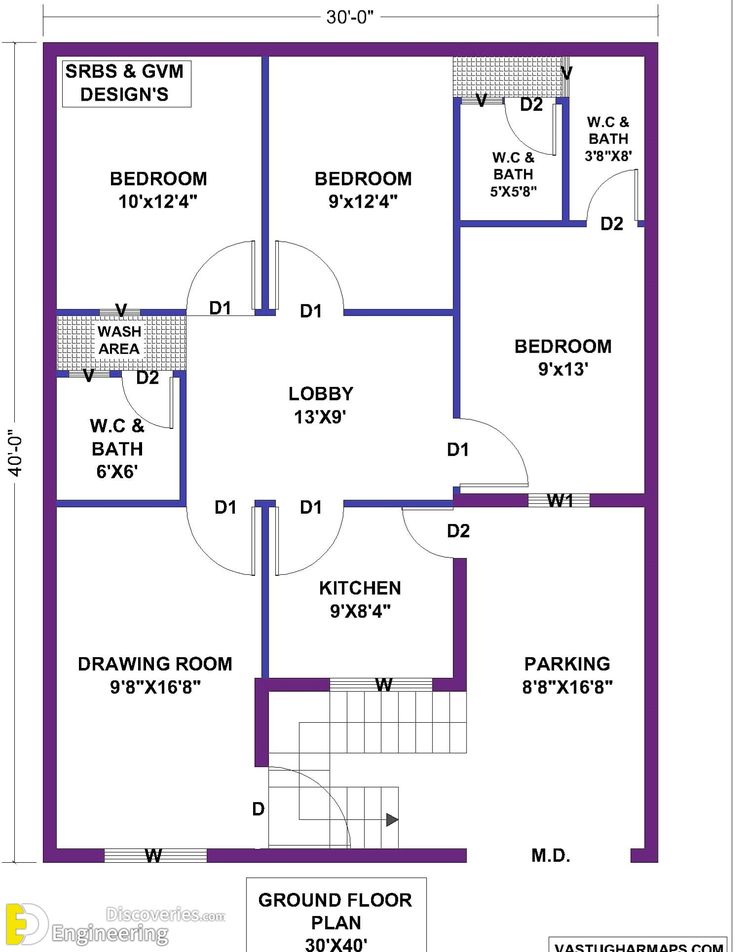 30'-0"
SRBS & GVM
DESIGN'S
V
V
D2
W.C &
BATH
3'8"X8'
W.C &
BATH
5'X5'8"
BEDROOM
10'x12'4"
BEDROOM
9'x12'4"
D2
V
D1
D1
WASH
AREA
BEDROOM
9'x13'
V
D2
LOBBY
13'X9'
W.C &
BATH
6'X6'
40'-0"
D1
D1
D1
W1
D2
KITCHEN
9'X8'4"
DRAWING ROOM
9'8"X16'8"
PARKING
8'8"X16'8"
W
D
W
M.D.
GROUND FLOOR
PLAN
30'X40'
ED
Discoveries.com
Engineering
VASTUGHARMAPS.COM